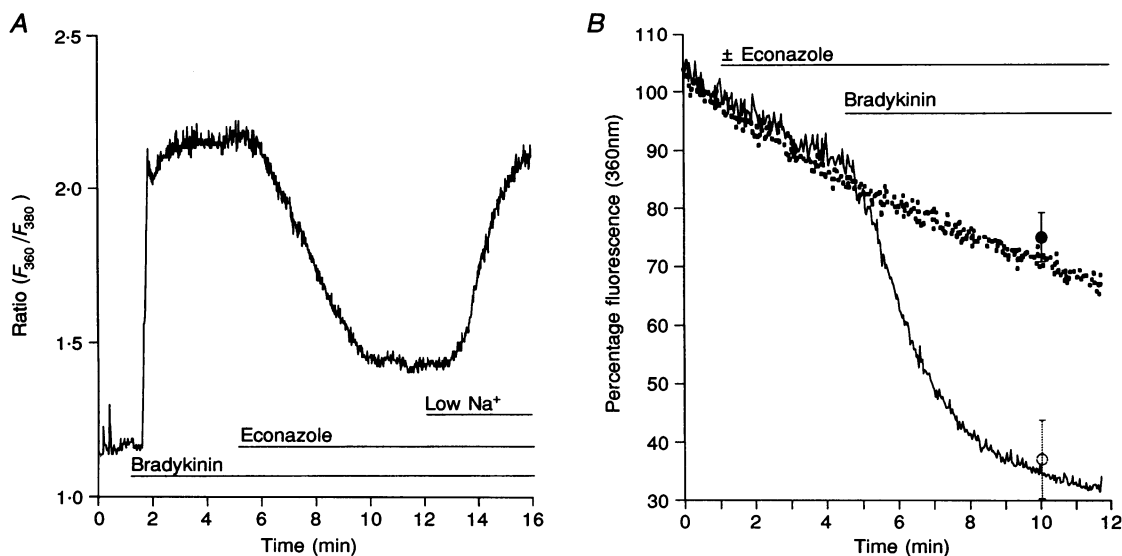 A
2·5
2·0
1·5
1·0
Ratio (F360/F380)
Low Na+
Econazole
Bradykinin
0 2 4 6 8 10 12 14 16
Time (min)
B
110
100
90
80
70
60
50
40
30
Percentage fluorescence (360nm)
± Econazole
Bradykinin
0 2 4 6 8 10 12
Time (min)